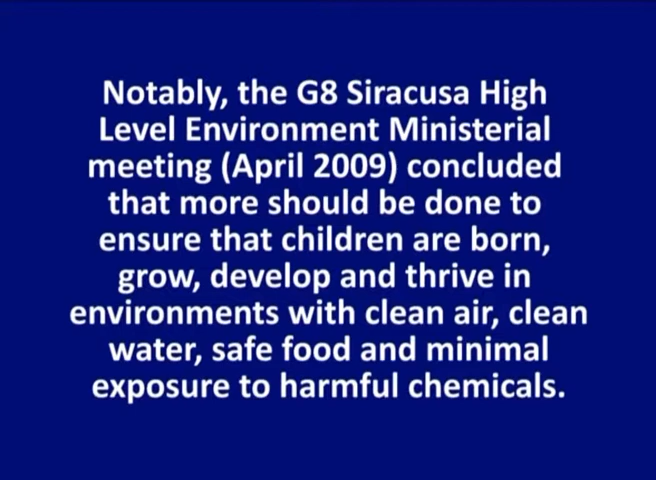 Notably, the G8 Siracusa High
Level Environment Ministerial
meeting (April 2009) concluded
that more should be done to
ensure that children are born,
grow, develop and thrive in
environments with clean air, clean
water, safe food and minimal
exposure to harmful chemicals.